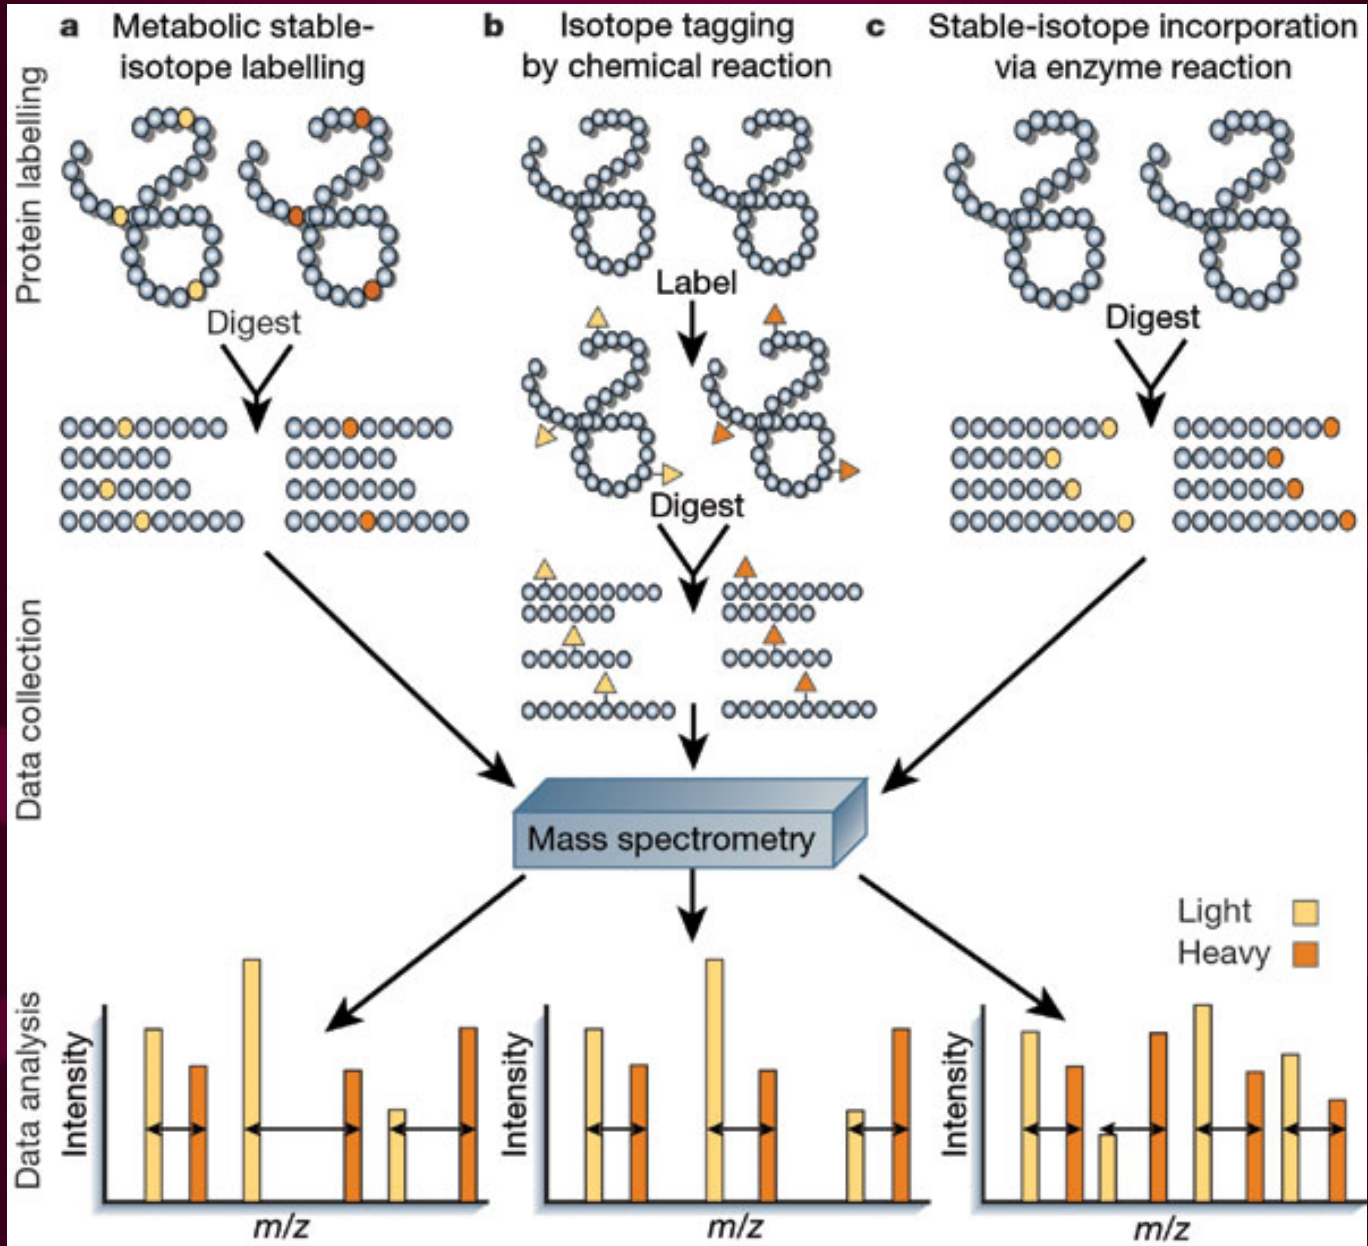 a Metabolic stable-
isotope labelling
b Isotope tagging
by chemical reaction
c Stable-isotope incorporation
via enzyme reaction
Protein labelling
Label
Digest
Digest
Digest
Data collection
Mass spectrometry
Light
Heavy
Data analysis
Intensity
m/z
Intensity
m/z
Intensity
m/z